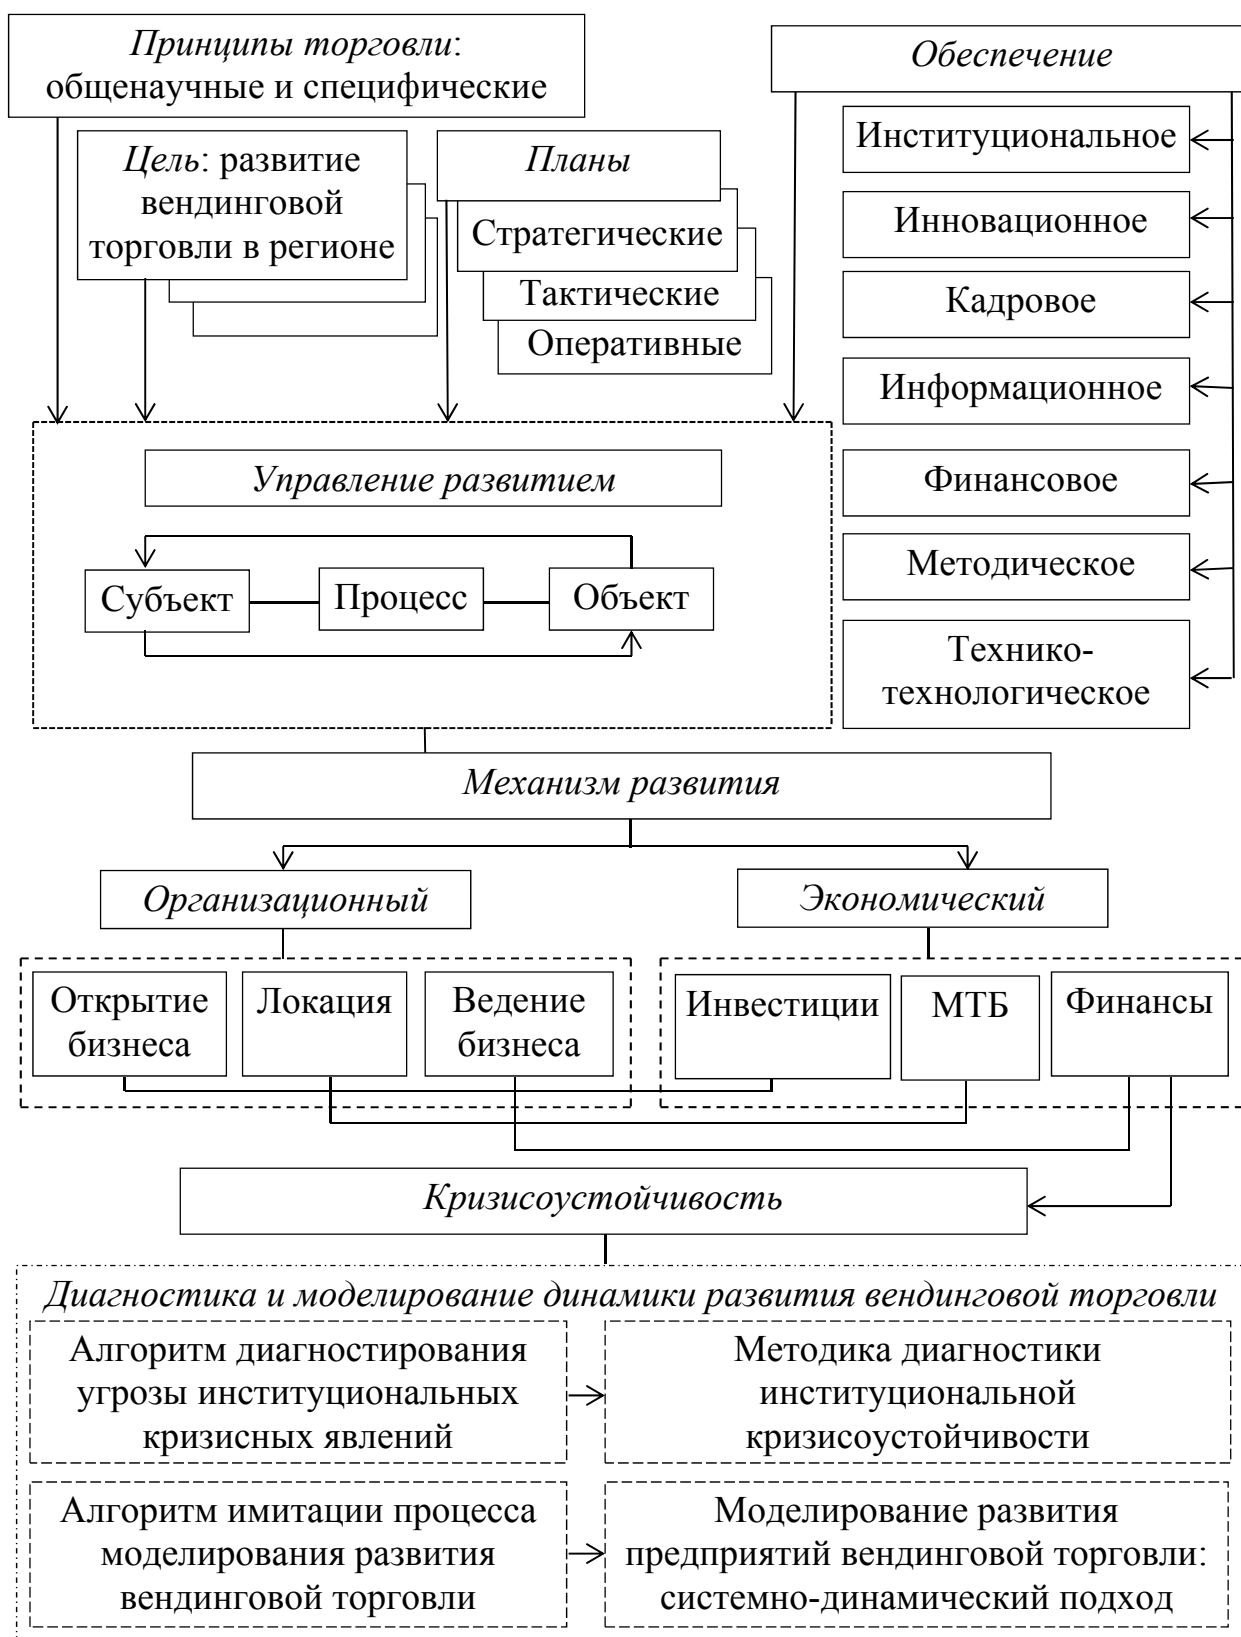 Принципы торговли:
общенаучные и специфические
Обеспечение
Цель: развитие
вендинговой
торговли в регионе
Планы
Стратегические
Тактические
Оперативные
Институциональное
Инновационное
Кадровое
Информационное
Финансовое
Методическое
Технико-
технологическое
Управление развитием
Субъект
Процесс
Объект
Механизм развития
Организационный
Экономический
Открытие
бизнеса
Локация
Ведение
бизнеса
Инвестиции
МТБ
Финансы
Кризисоустойчивость
Диагностика и моделирование динамики развития вендинговой торговли
Алгоритм диагностирования
угрозы институциональных
кризисных явлений
Методика диагностики
институциональной
кризисоустойчивости
Алгоритм имитации процесса
моделирования развития
вендинговой торговли
Моделирование развития
предприятий вендинговой торговли:
системно-динамический подход